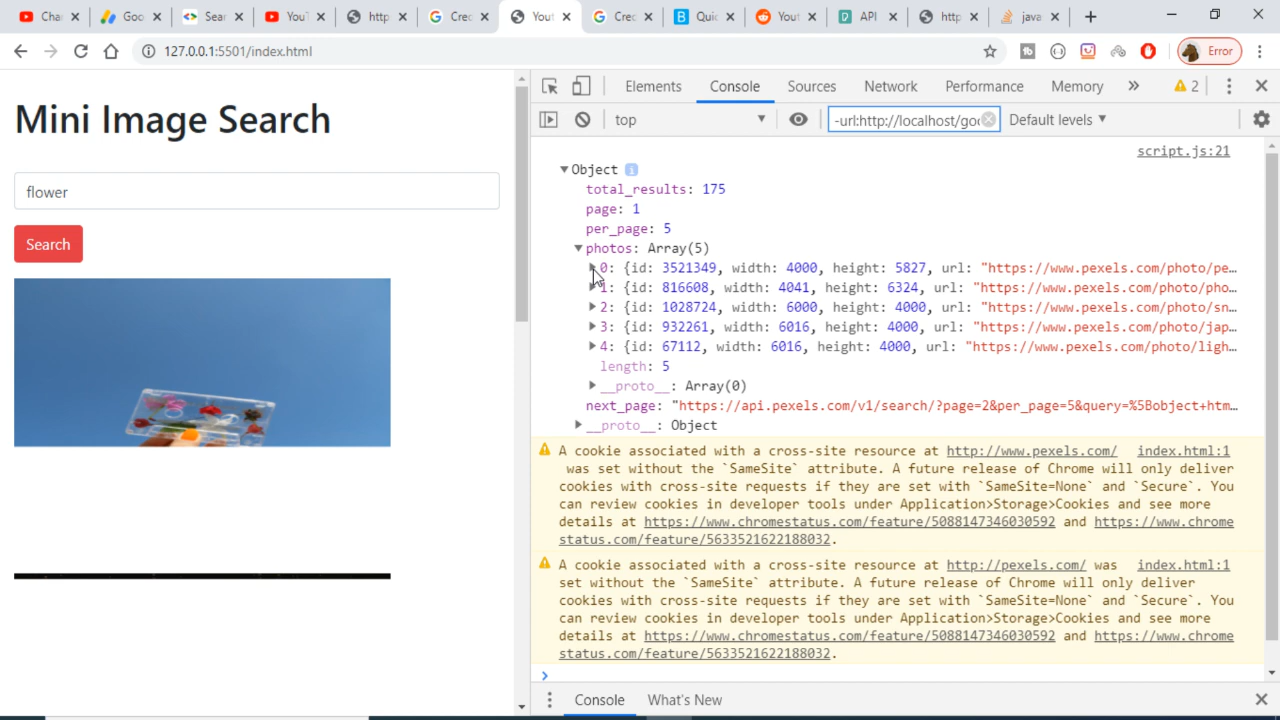 Cha
Goo
Sear
YouT
http
Crec
Yout
Crec
Quic
Yout
API
http
java
127.0.0.1:5501/index.html
Error
Mini Image Search
flower
Search
Elements
Console
Sources
Network
Performance
Memory
2
top
-url:http://localhost/goo
Default levels
script.js:21
Object
total_results: 175
page: 1
per_page: 5
photos: Array(5)
0: {id: 3521349, width: 4000, height: 5827, url: "https://www.pexels.com/photo/pe…
1: {id: 816608, width: 4041, height: 6324, url: "https://www.pexels.com/photo/pho…
2: {id: 1028724, width: 6000, height: 4000, url: "https://www.pexels.com/photo/sn…
3: {id: 932261, width: 6016, height: 4000, url: "https://www.pexels.com/photo/jap…
4: {id: 67112, width: 6016, height: 4000, url: "https://www.pexels.com/photo/ligh…
length: 5
__proto__: Array(0)
next_page: "https://api.pexels.com/v1/search/?page=2&per_page=5&query=%5Bobject+htm…
__proto__: Object
A cookie associated with a cross-site resource at http://www.pexels.com/ index.html:1
was set without the `SameSite` attribute. A future release of Chrome will only deliver
cookies with cross-site requests if they are set with `SameSite=None` and `Secure`. You
can review cookies in developer tools under Application>Storage>Cookies and see more
details at https://www.chromestatus.com/feature/5088147346030592 and https://www.chrome
status.com/feature/5633521622188032.
A cookie associated with a cross-site resource at http://pexels.com/ was index.html:1
set without the `SameSite` attribute. A future release of Chrome will only deliver
cookies with cross-site requests if they are set with `SameSite=None` and `Secure`. You
can review cookies in developer tools under Application>Storage>Cookies and see more
details at https://www.chromestatus.com/feature/5088147346030592 and https://www.chrome
status.com/feature/5633521622188032.
Console
What's New